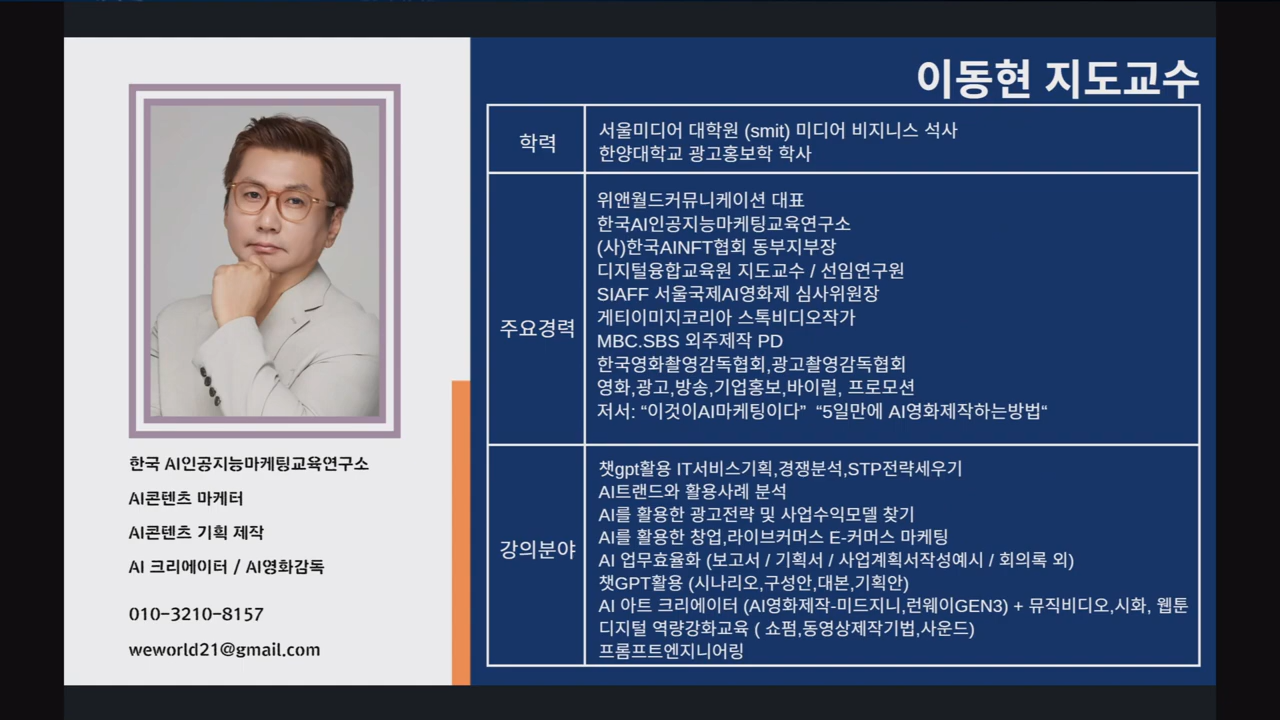 이동현 지도교수
학력
서울미디어 대학원 (smit) 미디어 비지니스 석사
한양대학교 광고홍보학 학사
주요경력
위앤월드커뮤니케이션 대표
한국AI인공지능마케팅교육연구소
(사)한국AINFT협회 동부지부장
디지털융합교육원 지도교수 / 선임연구원
SIAFF 서울국제AI영화제 심사위원장
게티이미지코리아 스톡비디오작가
MBC.SBS 외주제작 PD
한국영화촬영감독협회,광고촬영감독협회
영화,광고,방송,기업홍보,바이럴, 프로모션
저서: “이것이AI마케팅이다” “5일만에 AI영화제작하는방법“
강의분야
챗gpt활용 IT서비스기획,경쟁분석,STP전략세우기
AI트랜드와 활용사례 분석
AI를 활용한 광고전략 및 사업수익모델 찾기
AI를 활용한 창업,라이브커머스 E-커머스 마케팅
AI 업무효율화 (보고서 / 기획서 / 사업계획서작성예시 / 회의록 외)
챗GPT활용 (시나리오,구성안,대본,기획안)
AI 아트 크리에이터 (AI영화제작-미드지니,런웨이GEN3) + 뮤직비디오,시화, 웹툰
디지털 역량강화교육 ( 쇼펌,동영상제작기법,사운드)
프롬프트엔지니어링
한국 AI인공지능마케팅교육연구소
AI콘텐츠 마케터
AI콘텐츠 기획 제작
AI 크리에이터 / AI영화감독
010-3210-8157
weworld21@gmail.com